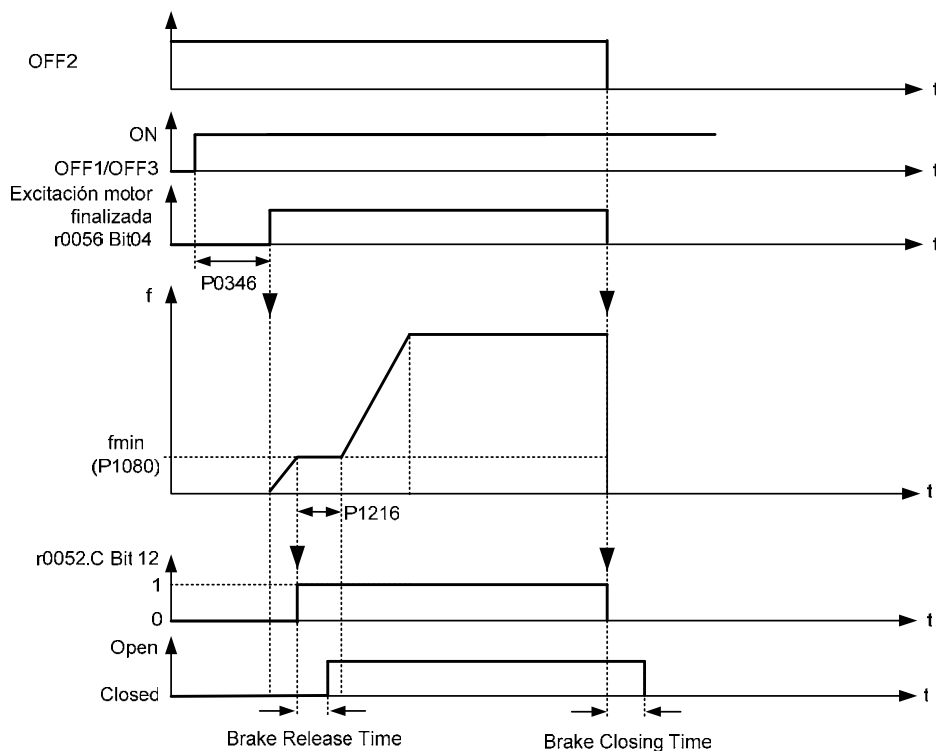 OFF2
t
ON
OFF1/OFF3
t
Excitación motor
finalizada
r0056 Bit04
t
P0346
f
fmin
(P1080)
t
P1216
r0052.C Bit 12
1
0
t
Open
Closed
t
Brake Release Time
Brake Closing Time